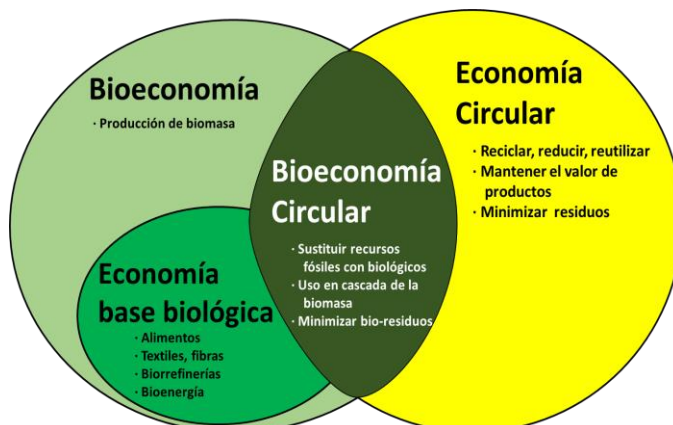 Bioeconomía
· Producción de biomasa
Economía
base biológica
· Alimentos
· Textiles, fibras
· Biorrefinerías
· Bioenergía
Bioeconomía
Circular
· Sustituir recursos
fósiles con biológicos
· Uso en cascada de la
biomasa
· Minimizar bio-residuos
Economía
Circular
· Reciclar, reducir, reutilizar
· Mantener el valor de
productos
· Minimizar residuos